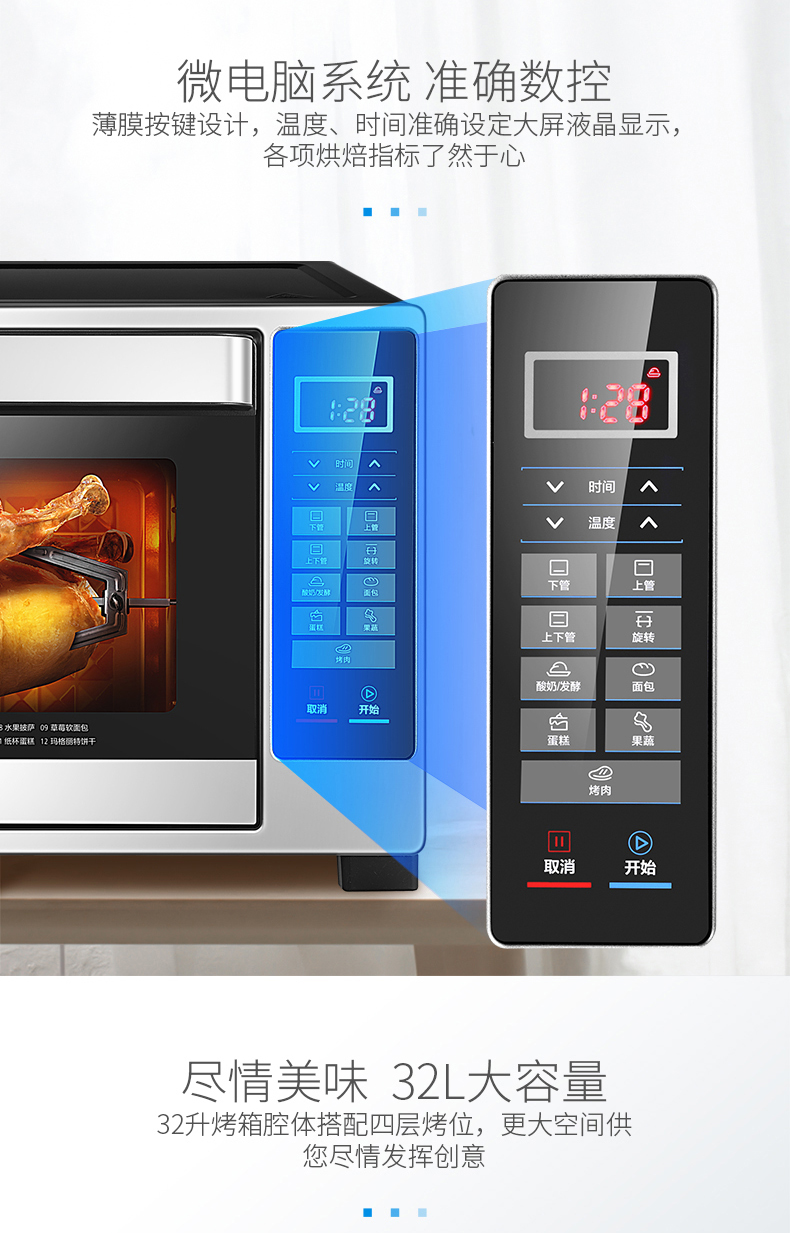 微电脑系统 准确数控
薄膜按键设计，温度、时间准确设定大屏液晶显示，
各项烘焙指标了然于心
1:28
时间
温度
下管 上管
上下管 旋转
酸奶/发酵 面包
蛋糕 果蔬
烤肉
取消 开始
水果披萨 09 草莓软面包
纸杯蛋糕 12 玛格丽特饼干
1:28
时间
温度
下管 上管
上下管 旋转
酸奶/发酵 面包
蛋糕 果蔬
烤肉
取消 开始
尽情美味 32L大容量
32升烤箱腔体搭配四层烤位，更大空间供
您尽情发挥创意